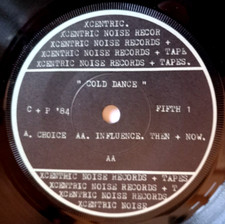 XCENTRIC.
XCENTRIC NOISE RECOR
XCENTRIC NOISE RECORDS +
XCENTRIC NOISE RECORDS + TAPE
XCENTRIC NOISE RECORDS + TAPES.
" COLD DANCE "
C + P '84 FIFTH 1
A. CHOICE AA. INFLUENCE. THEN + NOW.
AA
XCENTRIC NOISE RECORDS + TAPES.
XCENTRIC NOISE RECORDS + T
XCENTRIC NOISE RECORDS +
XCENTRIC NOISE RECORD
XCENTRIC NOISE